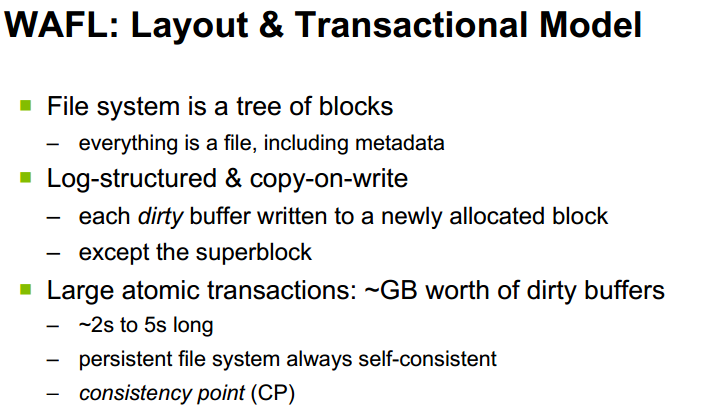 WAFL: Layout & Transactional Model
File system is a tree of blocks
– everything is a file, including metadata
Log-structured & copy-on-write
– each dirty buffer written to a newly allocated block
– except the superblock
Large atomic transactions: ~GB worth of dirty buffers
– ~2s to 5s long
– persistent file system always self-consistent
– consistency point (CP)